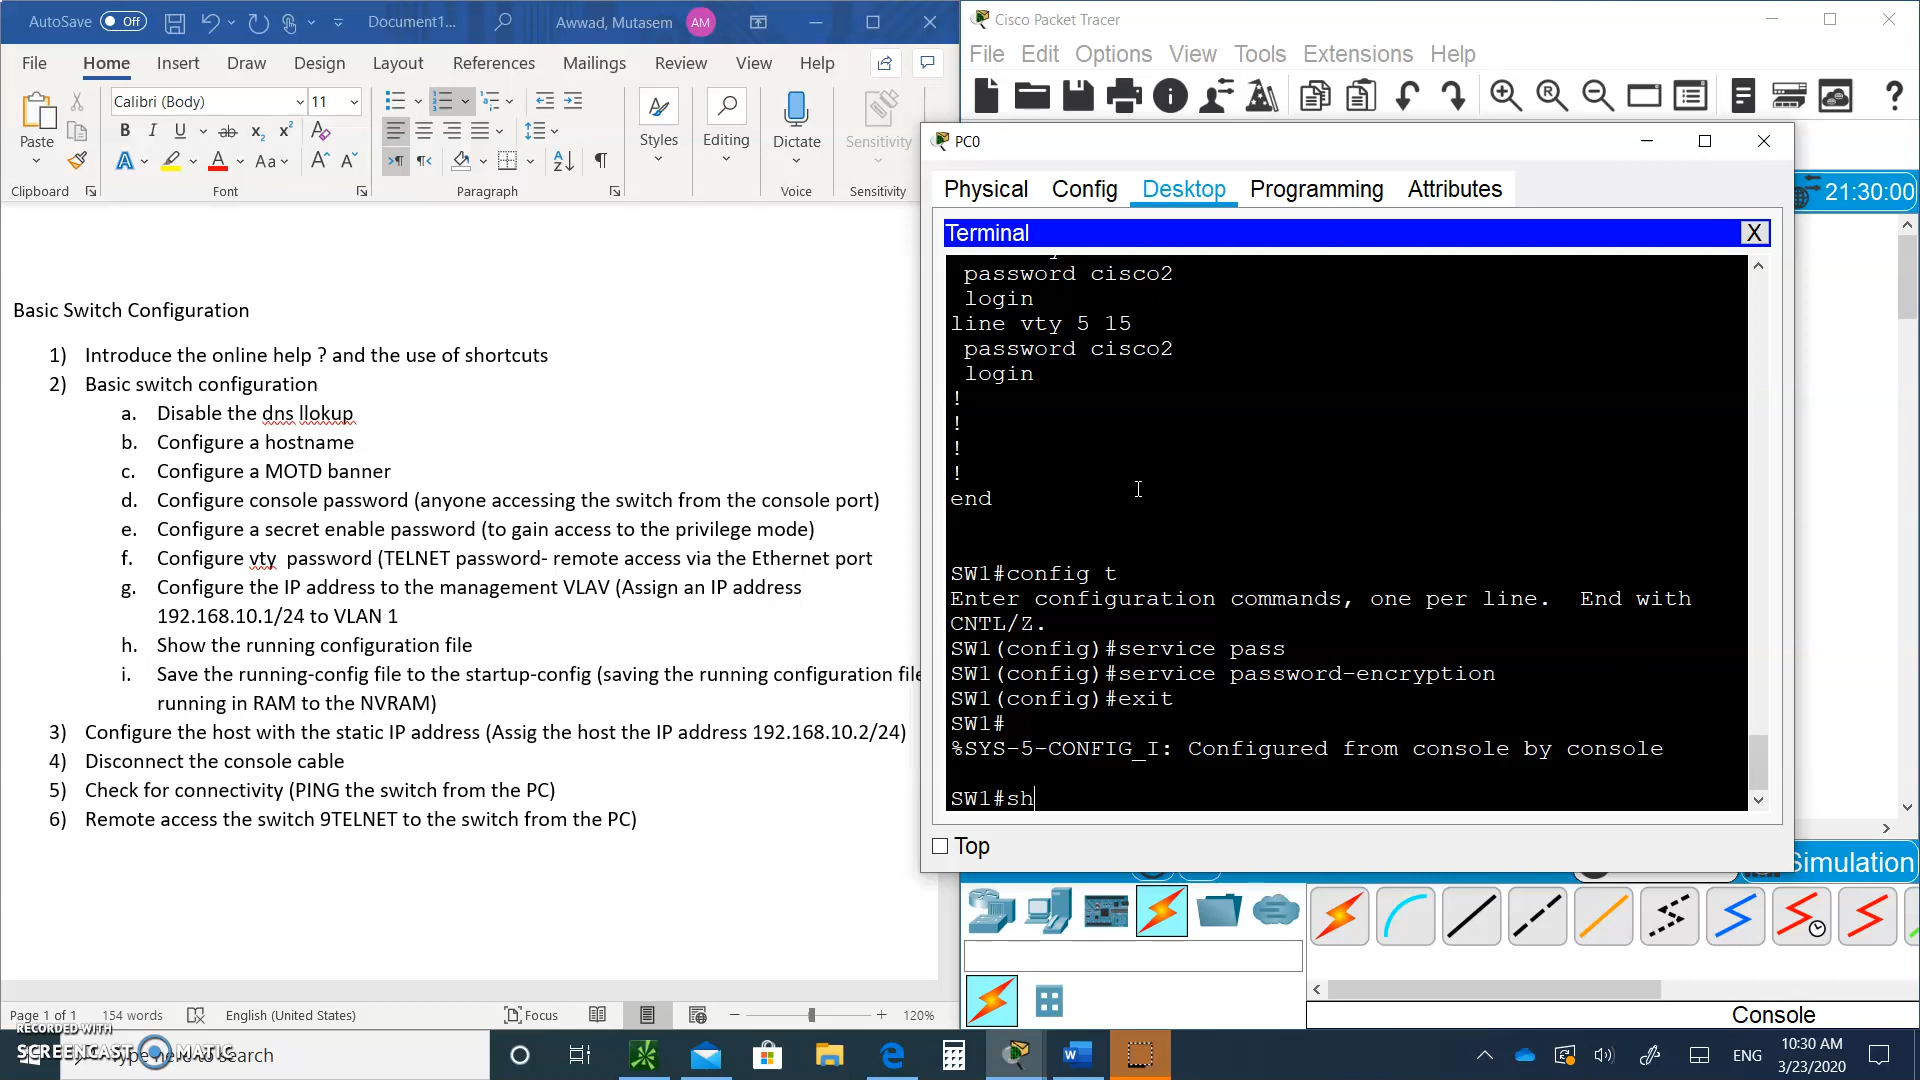 AutoSave Off Document1... Awwad, Mutasem AM
File Home Insert Draw Design Layout References Mailings Review View Help
Calibri (Body) 11
Paste Styles Editing Dictate Sensitivity
Clipboard Font Paragraph Voice Sensitivity
Basic Switch Configuration
1) Introduce the online help ? and the use of shortcuts
2) Basic switch configuration
a. Disable the dns llokup
b. Configure a hostname
c. Configure a MOTD banner
d. Configure console password (anyone accessing the switch from the console port)
e. Configure a secret enable password (to gain access to the privilege mode)
f. Configure vty password (TELNET password- remote access via the Ethernet port
g. Configure the IP address to the management VLAV (Assign an IP address
192.168.10.1/24 to VLAN 1
h. Show the running configuration file
i. Save the running-config file to the startup-config (saving the running configuration file
running in RAM to the NVRAM)
3) Configure the host with the static IP address (Assig the host the IP address 192.168.10.2/24)
4) Disconnect the console cable
5) Check for connectivity (PING the switch from the PC)
6) Remote access the switch 9TELNET to the switch from the PC)
Page 1 of 1 154 words English (United States) Focus 120%
Cisco Packet Tracer
File Edit Options View Tools Extensions Help
21:30:00
PC0
Physical Config Desktop Programming Attributes
Terminal X
password cisco2
login
line vty 5 15
password cisco2
login
!
!
!
!
end
SW1#config t
Enter configuration commands, one per line. End with
CNTL/Z.
SW1(config)#service pass
SW1(config)#service password-encryption
SW1(config)#exit
SW1#
%SYS-5-CONFIG_I: Configured from console by console
SW1#sh
Top
Simulation
Console
RECORDED WITH
SCREENCAST MATIC
Type here to search
ENG
10:30 AM
3/23/2020